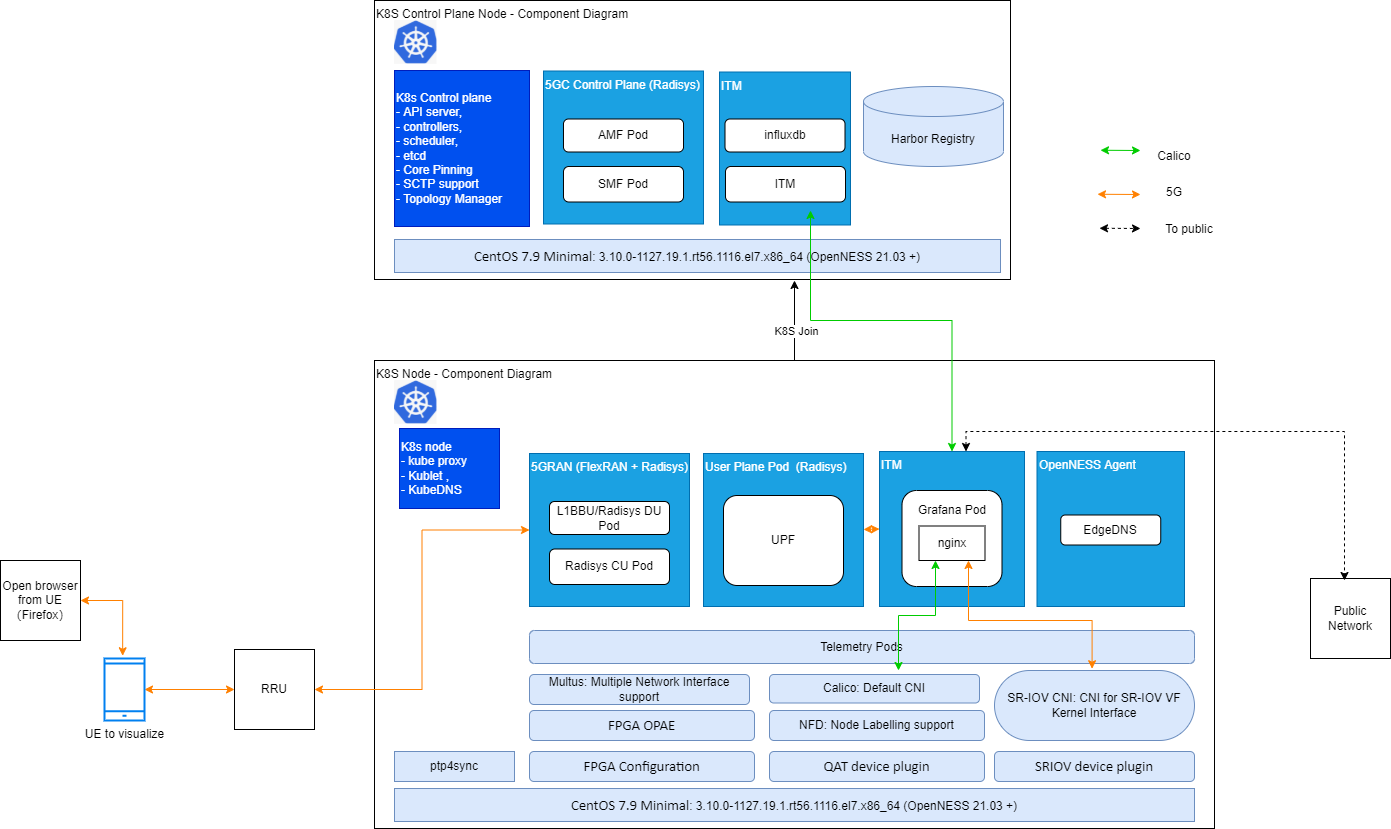 K8S Control Plane Node - Component Diagram
K8s Control plane
- API server,
- controllers,
- scheduler,
- etcd
- Core Pinning
- SCTP support
- Topology Manager
5GC Control Plane (Radisys)
AMF Pod
SMF Pod
ITM
influxdb
ITM
Harbor Registry
CentOS 7.9 Minimal: 3.10.0-1127.19.1.rt56.1116.el7.x86_64 (OpenNESS 21.03 +)
Calico
5G
To public
K8S Join
K8S Node - Component Diagram
K8s node
- kube proxy
- Kublet ,
- KubeDNS
5GRAN (FlexRAN + Radisys)
L1BBU/Radisys DU
Pod
Radisys CU Pod
User Plane Pod (Radisys)
UPF
ITM
Grafana Pod
nginx
OpenNESS Agent
EdgeDNS
Open browser
from UE
(Firefox)
UE to visualize
RRU
Public
Network
Telemetry Pods
Multus: Multiple Network Interface
support
Calico: Default CNI
SR-IOV CNI: CNI for SR-IOV VF
Kernel Interface
FPGA OPAE
NFD: Node Labelling support
ptp4sync
FPGA Configuration
QAT device plugin
SRIOV device plugin
CentOS 7.9 Minimal: 3.10.0-1127.19.1.rt56.1116.el7.x86_64 (OpenNESS 21.03 +)